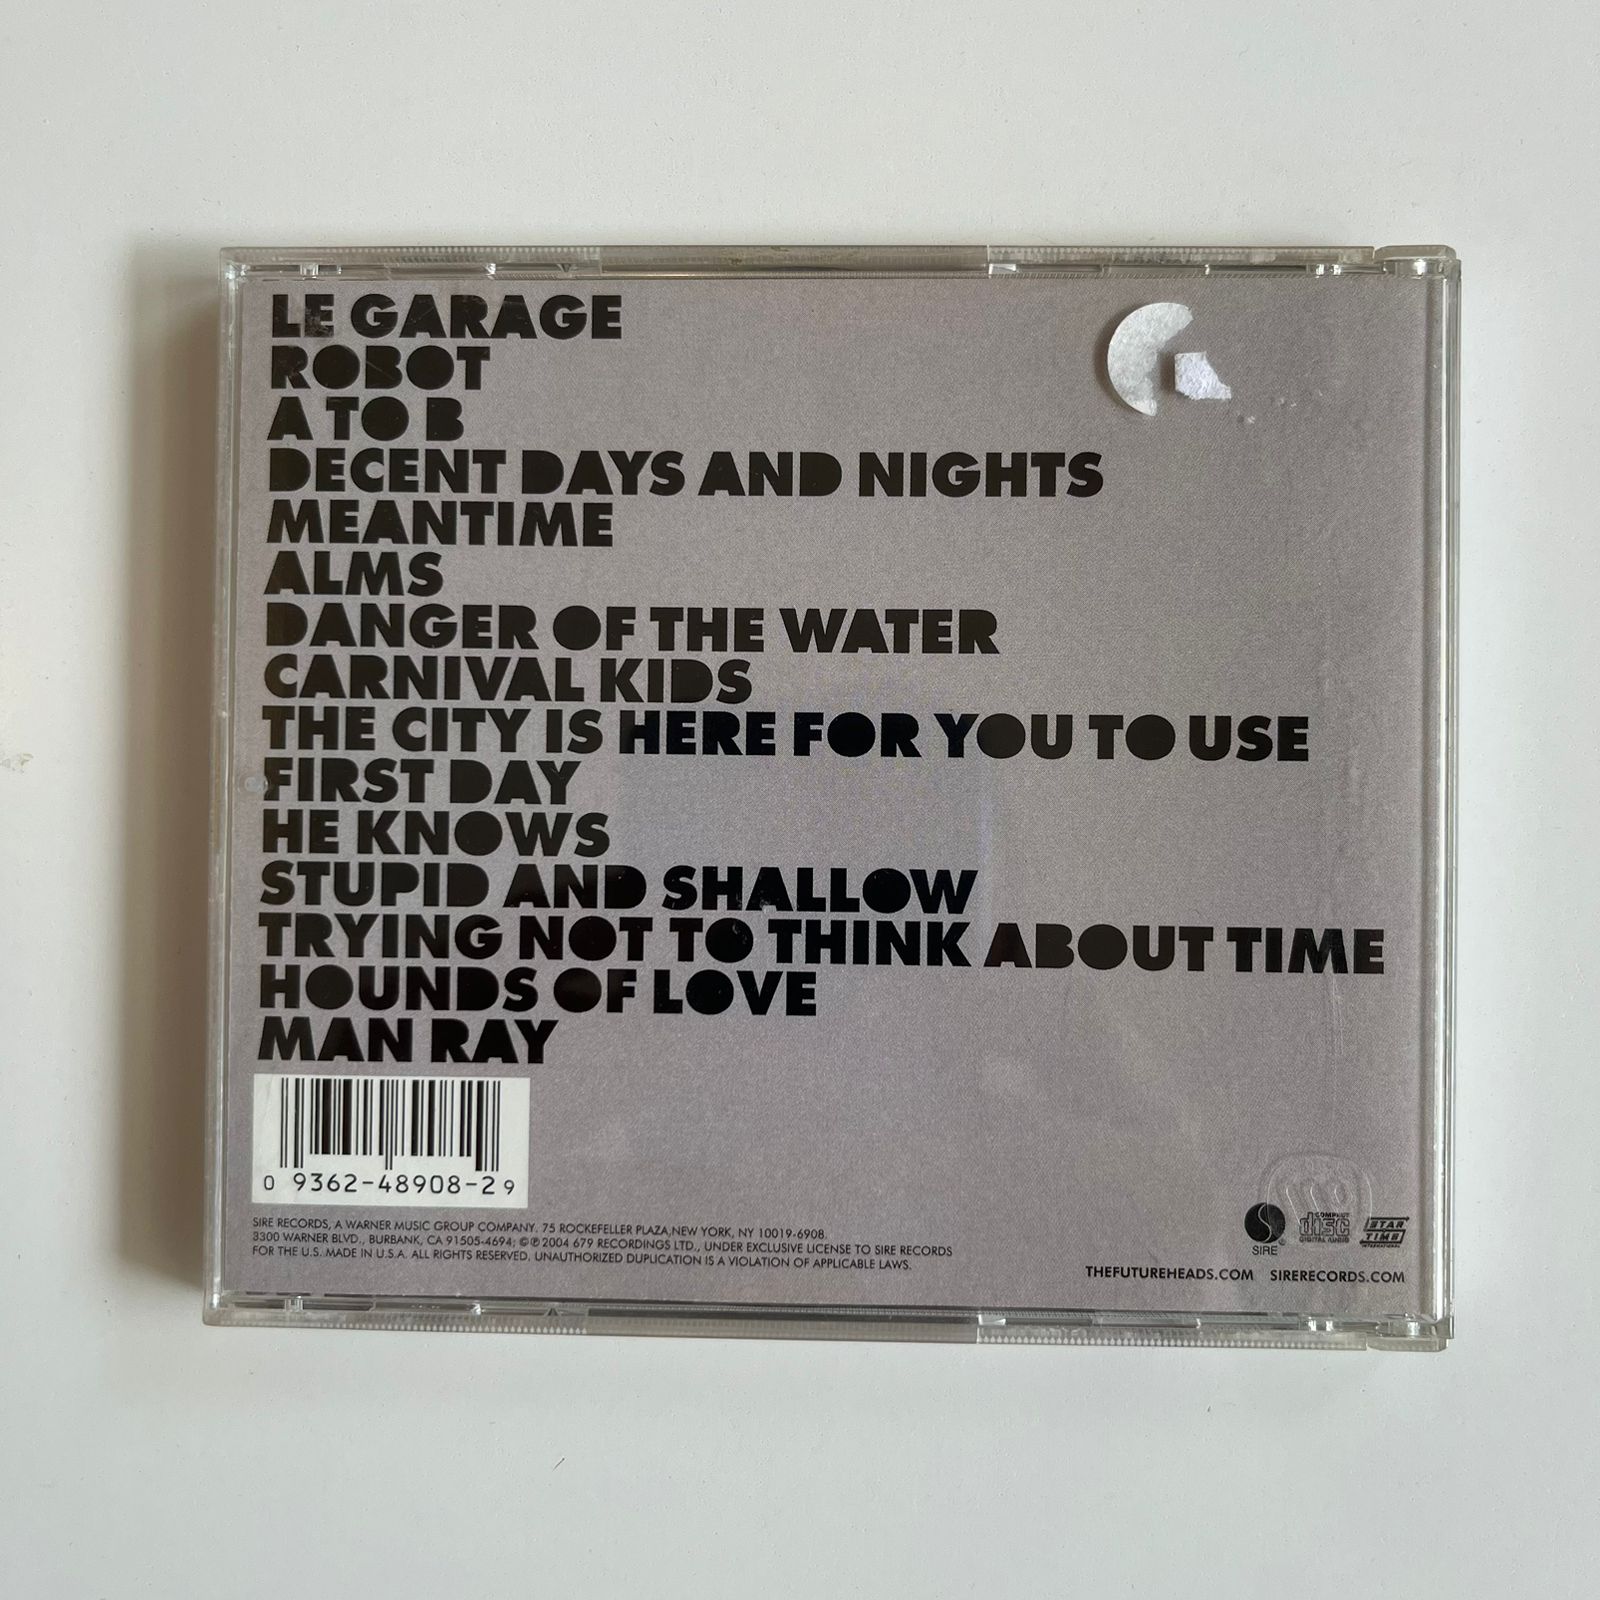 LE GARAGE
ROBOT
A TO B
DECENT DAYS AND NIGHTS
MEANTIME
ALMS
DANGER OF THE WATER
CARNIVAL KIDS
THE CITY IS HERE FOR YOU TO USE
FIRST DAY
HE KNOWS
STUPID AND SHALLOW
TRYING NOT TO THINK ABOUT TIME
HOUNDS OF LOVE
MAN RAY
0 9362-48908-2 9
SIRE RECORDS, A WARNER MUSIC GROUP COMPANY. 75 ROCKEFELLER PLAZA,NEW YORK, NY 10019-6908.
3300 WARNER BLVD., BURBANK, CA 91505-4694; ©℗2004 679 RECORDINGS LTD., UNDER EXCLUSIVE LICENSE TO SIRE RECORDS
FOR THE U.S. MADE IN U.S.A. ALL RIGHTS RESERVED. UNAUTHORIZED DUPLICATION IS A VIOLATION OF APPLICABLE LAWS.
SIRE®
COMPACT
disc
DIGITAL AUDIO
STAR
TIME
INTERNATIONAL
THEFUTUREHEADS.COM SIRERECORDS.COM